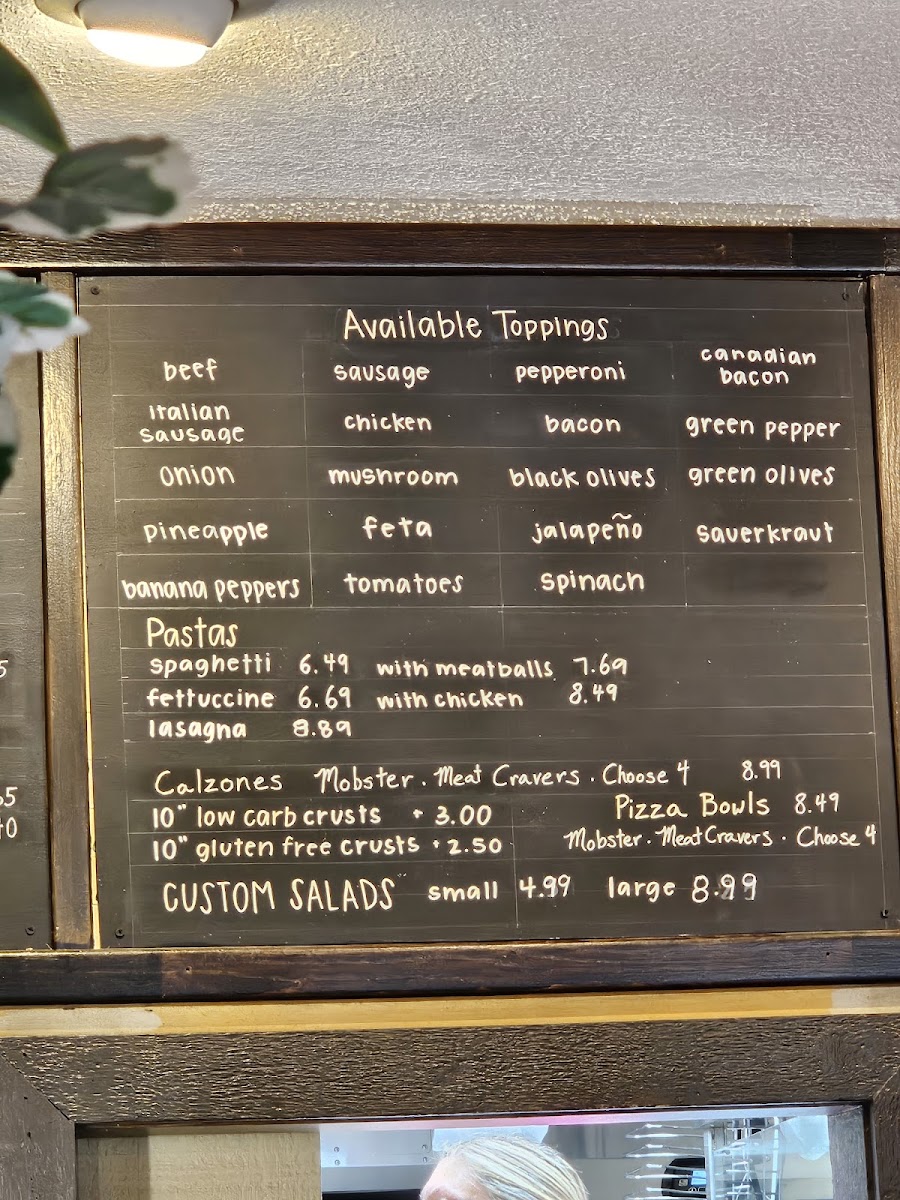 Available Toppings
beef sausage pepperoni canadian bacon
Italian sausage chicken bacon green pepper
onion mushroom black olives green olives
pineapple feta jalapeño sauerkraut
banana peppers tomatoes spinach
Pastas
spaghetti 6.49 with meatballs 7.69
fettuccine 6.69 with chicken 8.49
lasagna 8.89
Calzones Mobster · Meat Cravers · Choose 4 8.99
10" low carb crusts + 3.00
Pizza Bowls 8.49
10" gluten free crusts + 2.50
Mobster · Meat Cravers · Choose 4
CUSTOM SALADS small 4.99 large 8.99